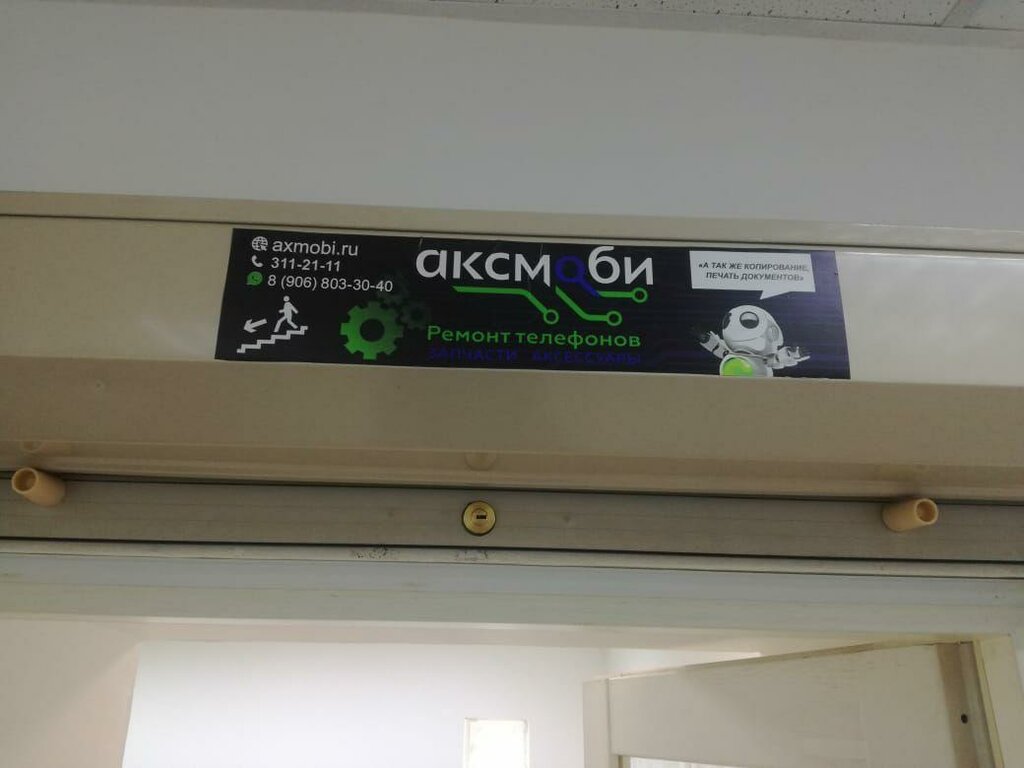 axmobi.ru
311-21-11
8 (906) 803-30-40
аксмоби
Ремонт телефонов
ЗАПЧАСТИ АКСЕССУАРЫ
«А ТАК ЖЕ КОПИРОВАНИЕ,
ПЕЧАТЬ ДОКУМЕНТОВ»